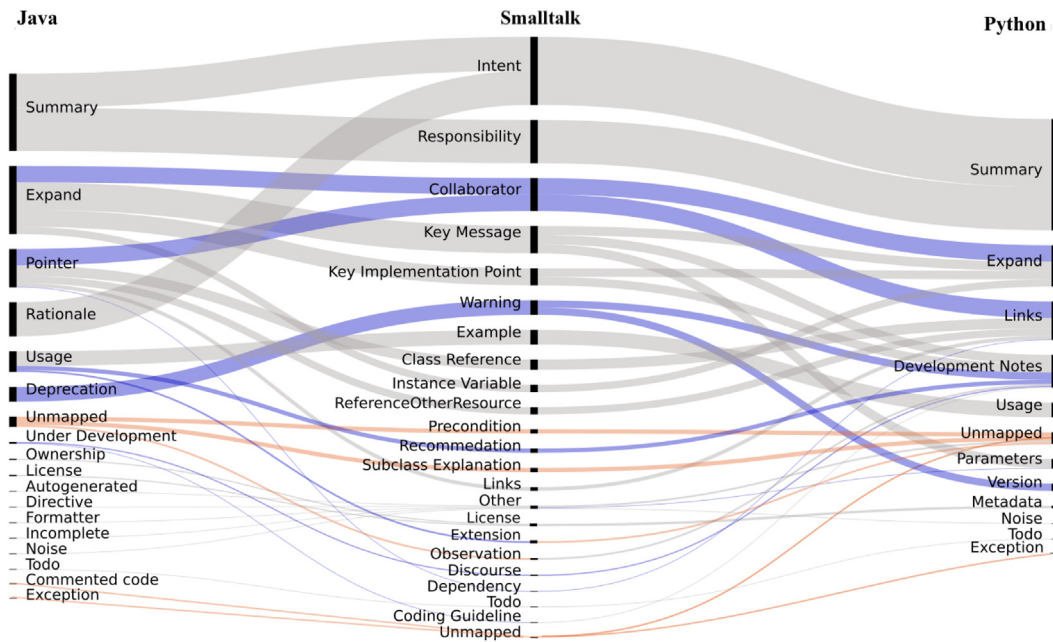 Java
Smalltalk
Python
Summary
Expand
Pointer
Rationale
Usage
Deprecation
Unmapped
Under Development
Ownership
License
Autogenerated
Directive
Formatter
Incomplete
Noise
Todo
Commented code
Exception
Intent
Responsibility
Collaborator
Key Message
Key Implementation Point
Warning
Example
Class Reference
Instance Variable
ReferenceOtherResource
Precondition
Recommedation
Subclass Explanation
Links
Other
License
Extension
Observation
Discourse
Dependency
Todo
Coding Guideline
Unmapped
Summary
Expand
Links
Development Notes
Usage
Unmapped
Parameters
Version
Metadata
Noise
Todo
Exception